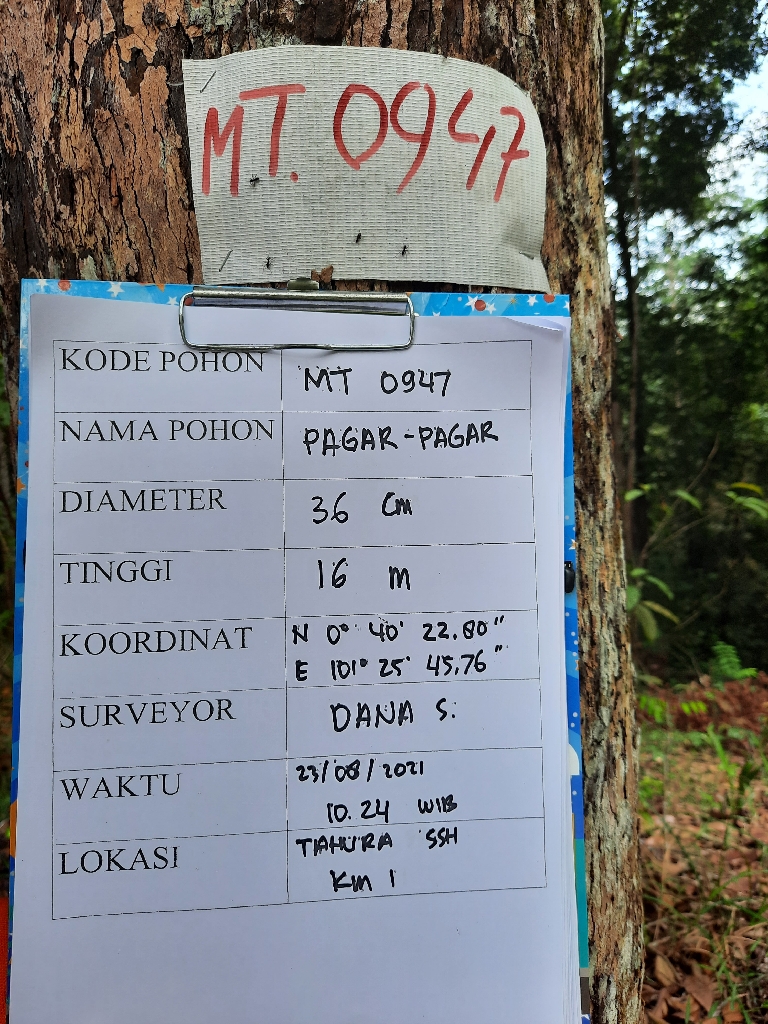 MT. 0947
KODE POHON MT 0947
NAMA POHON PAGAR-PAGAR
DIAMETER 36 Cm
TINGGI 16 m
KOORDINAT N 0° 40' 22.80"
E 101° 25' 45.76"
SURVEYOR DANA S.
WAKTU 23/08/2021
10.24 WIB
LOKASI TAHURA SSH
Km 1